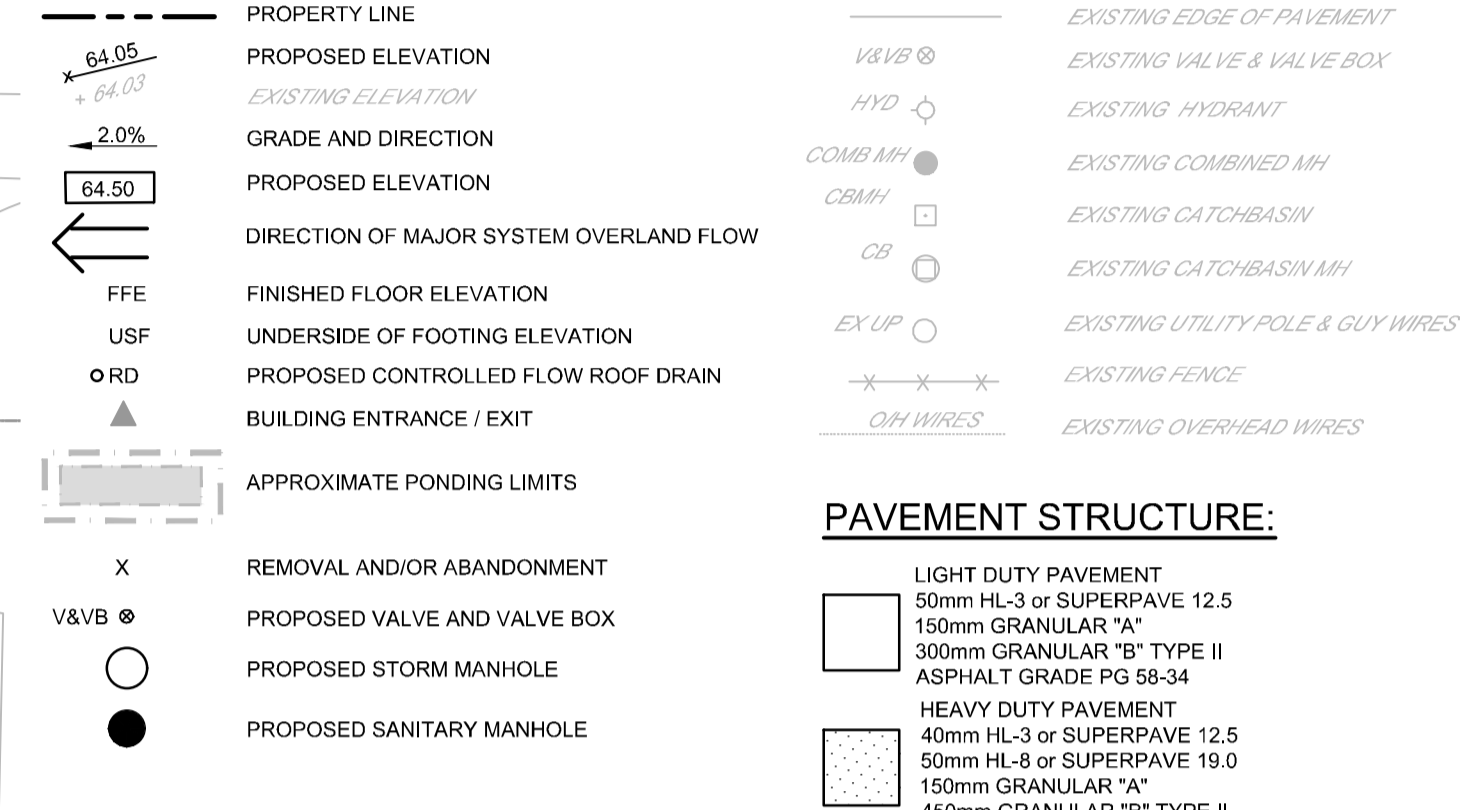 PROPERTY LINE
64.05 PROPOSED ELEVATION
+ 64.03 EXISTING ELEVATION
2.0% GRADE AND DIRECTION
64.50 PROPOSED ELEVATION
DIRECTION OF MAJOR SYSTEM OVERLAND FLOW
FFE FINISHED FLOOR ELEVATION
USF UNDERSIDE OF FOOTING ELEVATION
RD PROPOSED CONTROLLED FLOW ROOF DRAIN
BUILDING ENTRANCE / EXIT
APPROXIMATE PONDING LIMITS
X REMOVAL AND/OR ABANDONMENT
V&VB PROPOSED VALVE AND VALVE BOX
PROPOSED STORM MANHOLE
PROPOSED SANITARY MANHOLE
EXISTING EDGE OF PAVEMENT
V&VB EXISTING VALVE & VALVE BOX
HYD EXISTING HYDRANT
COMB MH EXISTING COMBINED MH
CBMH EXISTING CATCHBASIN
CB EXISTING CATCHBASIN MH
EX UP EXISTING UTILITY POLE & GUY WIRES
EXISTING FENCE
O/H WIRES EXISTING OVERHEAD WIRES
PAVEMENT STRUCTURE:
LIGHT DUTY PAVEMENT
50mm HL-3 or SUPERPAVE 12.5
150mm GRANULAR "A"
300mm GRANULAR "B" TYPE II
ASPHALT GRADE PG 58-34
HEAVY DUTY PAVEMENT
40mm HL-3 or SUPERPAVE 12.5
50mm HL-8 or SUPERPAVE 19.0
150mm GRANULAR "A"
450mm GRANULAR "B" TYPE II